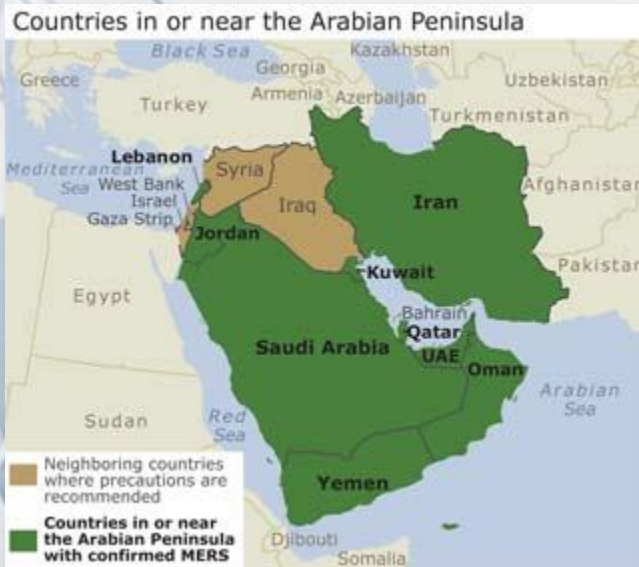 Countries in or near the Arabian Peninsula
Black Sea
Kazakhstan
Georgia
Greece
Uzbekistan
Armenia
Azerbaijan
Turkey
Turkmenistan
Lebanon
Syria
Mediterranean
Sea
West Bank
Israel
Gaza Strip
Afghanistan
Iraq
Iran
Jordan
Pakistan
Kuwait
Egypt
Bahrain
Qatar
Saudi Arabia
UAE
Oman
Arabian
Sea
Sudan
Red
Sea
Yemen
Djibouti
Somalia
Neighboring countries
where precautions are
recommended
Countries in or near
the Arabian Peninsula
with confirmed MERS